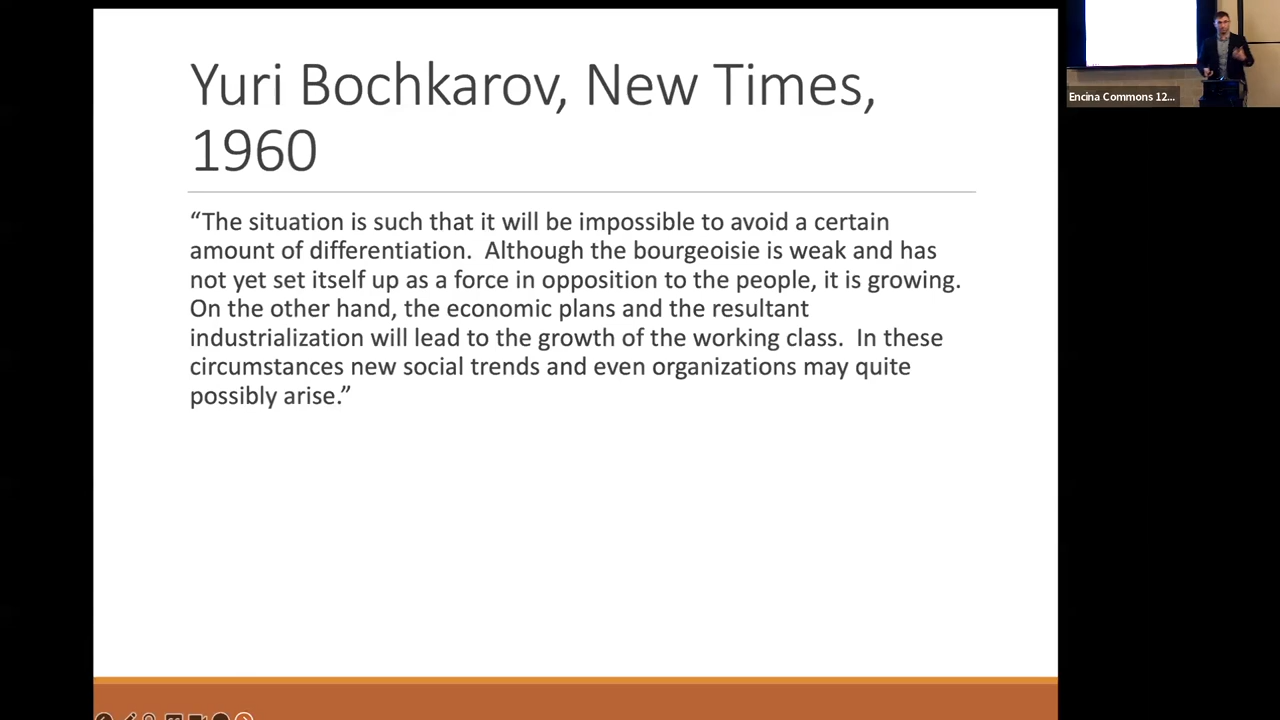 Yuri Bochkarov, New Times,
1960
“The situation is such that it will be impossible to avoid a certain
amount of differentiation.  Although the bourgeoisie is weak and has
not yet set itself up as a force in opposition to the people, it is growing.
On the other hand, the economic plans and the resultant
industrialization will lead to the growth of the working class.  In these
circumstances new social trends and even organizations may quite
possibly arise.”
Encina Commons 12...